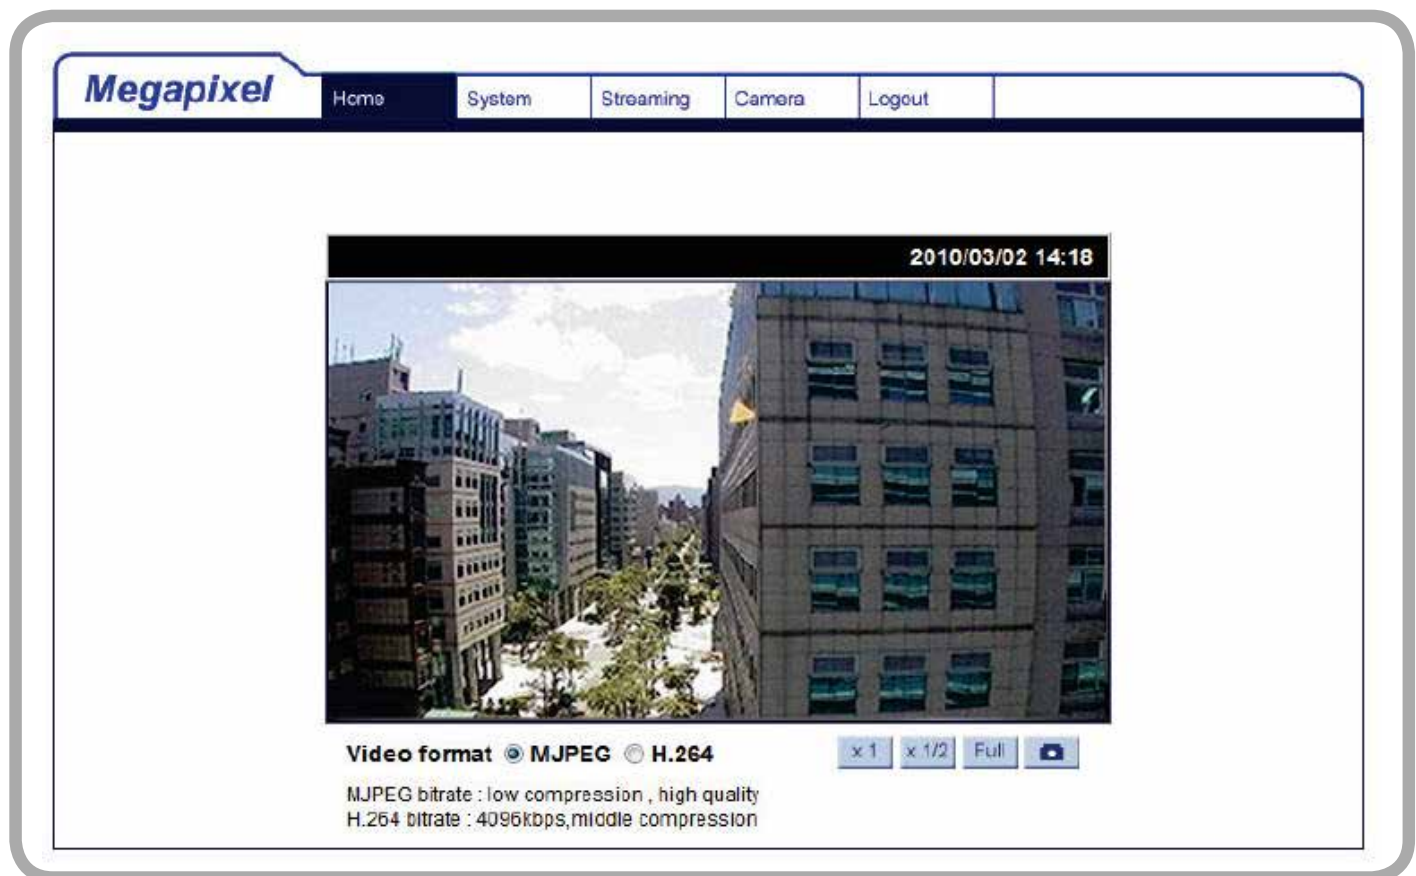 Megapixel
Home System Streaming Camera Logout
2010/03/02 14:18
Video format MJPEG H.264
x 1 x 1/2 Full
MJPEG bitrate : low compression , high quality
H.264 bitrate : 4096kbps,middle compression